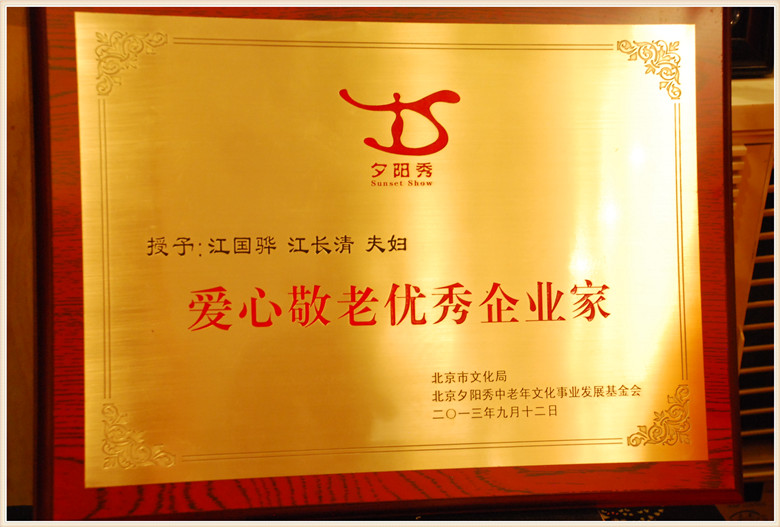 夕阳秀
Sunset Show
授予:江国骅 江长清 夫妇
爱心敬老优秀企业家
北京市文化局
北京夕阳秀中老年文化事业发展基金会
二〇一三年九月十二日